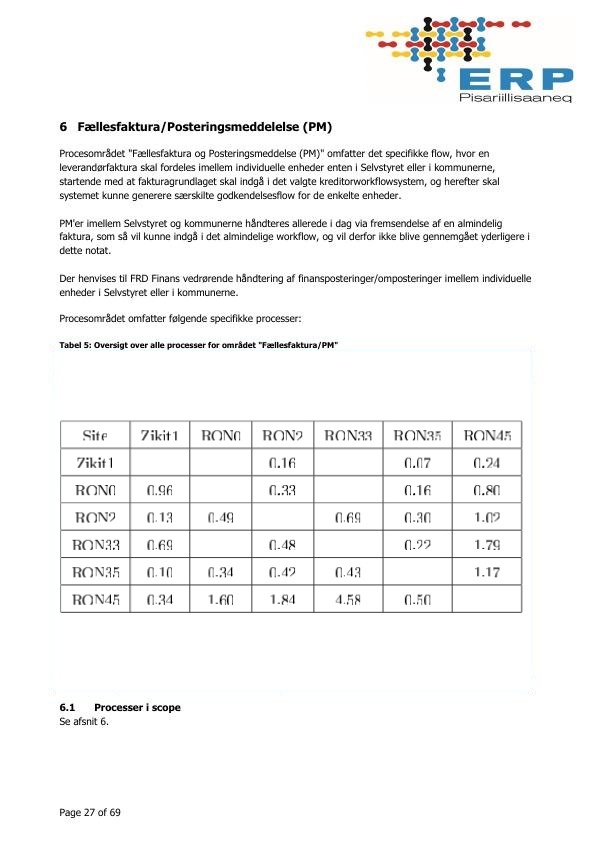 ERP
Pisariillisaaneq
6 Fællesfaktura/Posteringsmeddelelse (PM)
Procesområdet "Fællesfaktura og Posteringsmeddelse (PM)" omfatter det specifikke flow, hvor en
leverandørfaktura skal fordeles imellem individuelle enheder enten i Selvstyret eller i kommunerne,
startende med at fakturagrundlaget skal indgå i det valgte kreditorworkflowsystem, og herefter skal
systemet kunne generere særskilte godkendelsesflow for de enkelte enheder.
PM'er imellem Selvstyret og kommunerne håndteres allerede i dag via fremsendelse af en almindelig
faktura, som så vil kunne indgå i det almindelige workflow, og vil derfor ikke blive gennemgået yderligere i
dette notat.
Der henvises til FRD Finans vedrørende håndtering af finansposteringer/omposteringer imellem individuelle
enheder i Selvstyret eller i kommunerne.
Procesområdet omfatter følgende specifikke processer:
Tabel 5: Oversigt over alle processer for området "Fællesfaktura/PM"
Site Zikit1 RON0 RON2 RON33 RON35 RON45
Zikit1 0.16 0.07 0.24
RON0 0.96 0.33 0.16 0.80
RON2 0.13 0.49 0.69 0.30 1.02
RON33 0.69 0.48 0.22 1.79
RON35 0.10 0.34 0.42 0.43 1.17
RON45 0.34 1.60 1.84 4.58 0.50
6.1 Processer i scope
Se afsnit 6.
Page 27 of 69